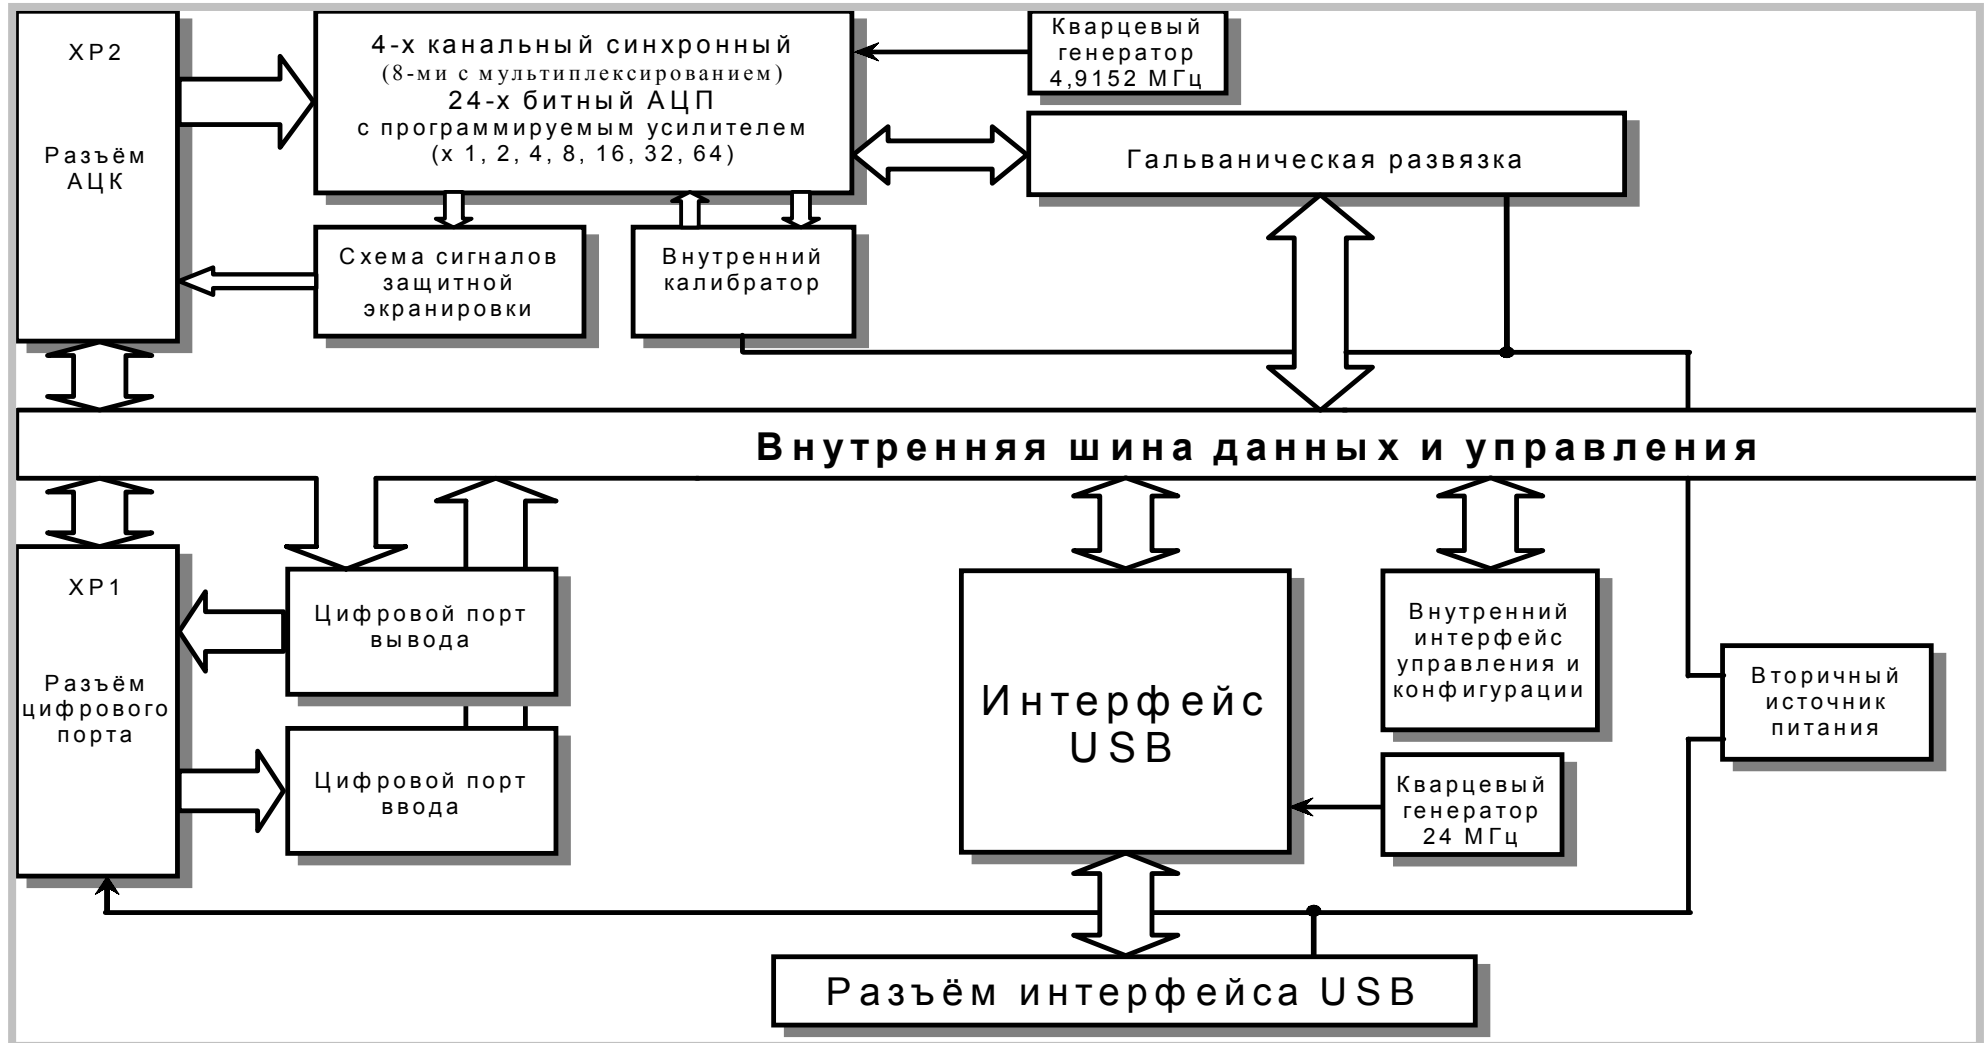 XP2
Разъём
АЦК
4-х канальный синхронный
(8-ми с мультиплексированием)
24-х битный АЦП
с программируемым усилителем
(х 1, 2, 4, 8, 16, 32, 64)
Кварцевый
генератор
4,9152 МГц
Гальваническая развязка
Схема сигналов
защитной
экранировки
Внутренний
калибратор
Внутренняя шина данных и управления
XP1
Разъём
цифрового
порта
Цифровой порт
вывода
Цифровой порт
ввода
Интерфейс
USB
Внутренний
интерфейс
управления и
конфигурации
Кварцевый
генератор
24 МГц
Вторичный
источник
питания
Разъём интерфейса USB